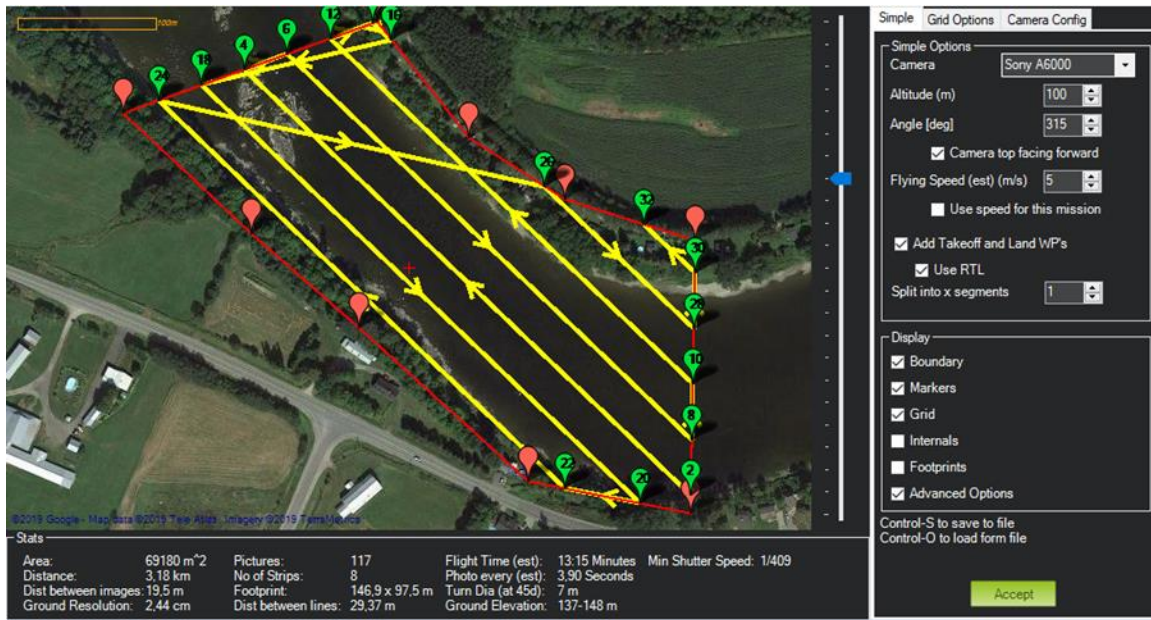 100m
12
16
6
4
18
24
26
32
30
28
10
8
2
22
20
©2019 Google - Map data ©2019 Tele Atlas, Imagery ©2019 TerraMetrics
Stats
Area: 69180 m^2 Pictures: 117 Flight Time (est): 13:15 Minutes Min Shutter Speed: 1/409
Distance: 3,18 km No of Strips: 8 Photo every (est): 3,90 Seconds
Dist between images: 19,5 m Footprint: 146,9 x 97,5 m Turn Dia (at 45d): 7 m
Ground Resolution: 2,44 cm Dist between lines: 29,37 m Ground Elevation: 137-148 m
Simple Grid Options Camera Config
Simple Options
Camera Sony A6000
Altitude (m) 100
Angle [deg] 315
Camera top facing forward
Flying Speed (est) (m/s) 5
Use speed for this mission
Add Takeoff and Land WP's
Use RTL
Split into x segments 1
Display
Boundary
Markers
Grid
Internals
Footprints
Advanced Options
Control-S to save to file
Control-O to load form file
Accept